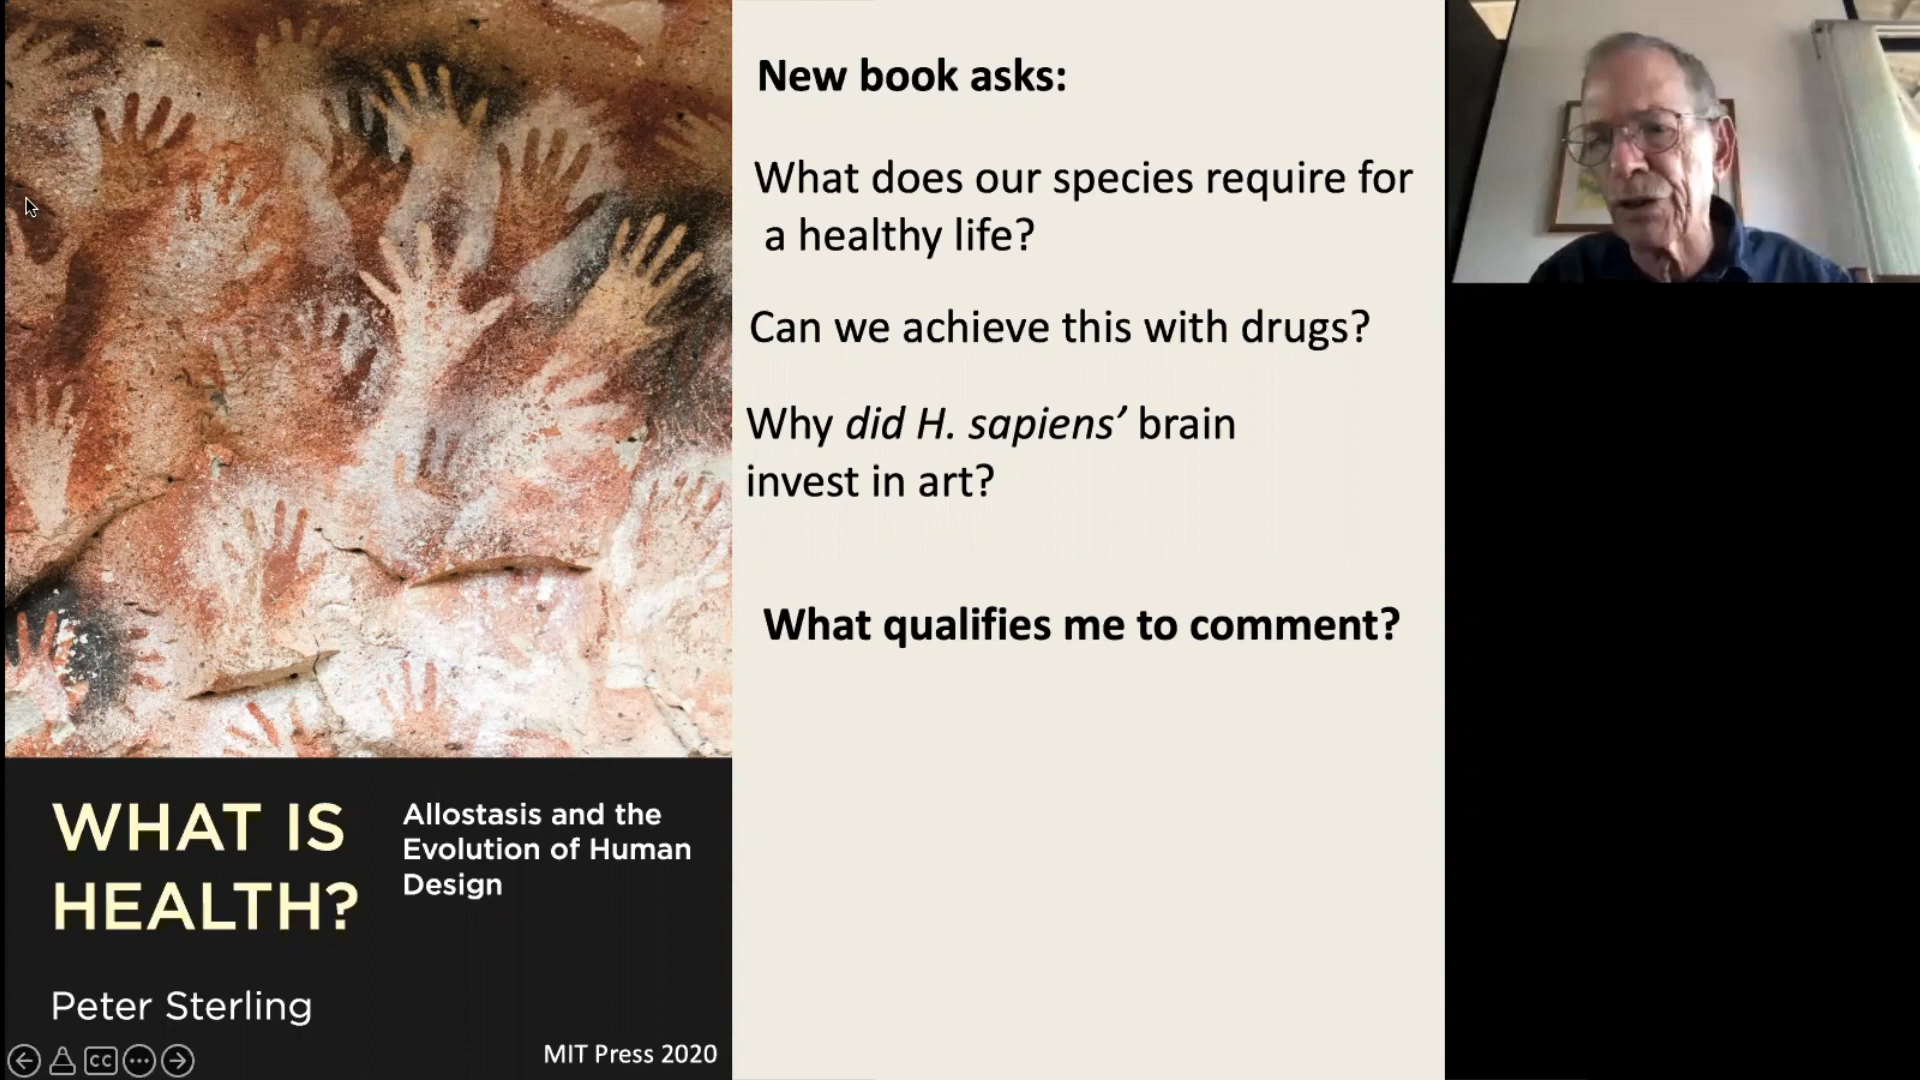 New book asks:
What does our species require for
a healthy life?
Can we achieve this with drugs?
Why did H. sapiens’ brain
invest in art?
What qualifies me to comment?
WHAT IS
HEALTH?
Allostasis and the
Evolution of Human
Design
Peter Sterling
MIT Press 2020
CC